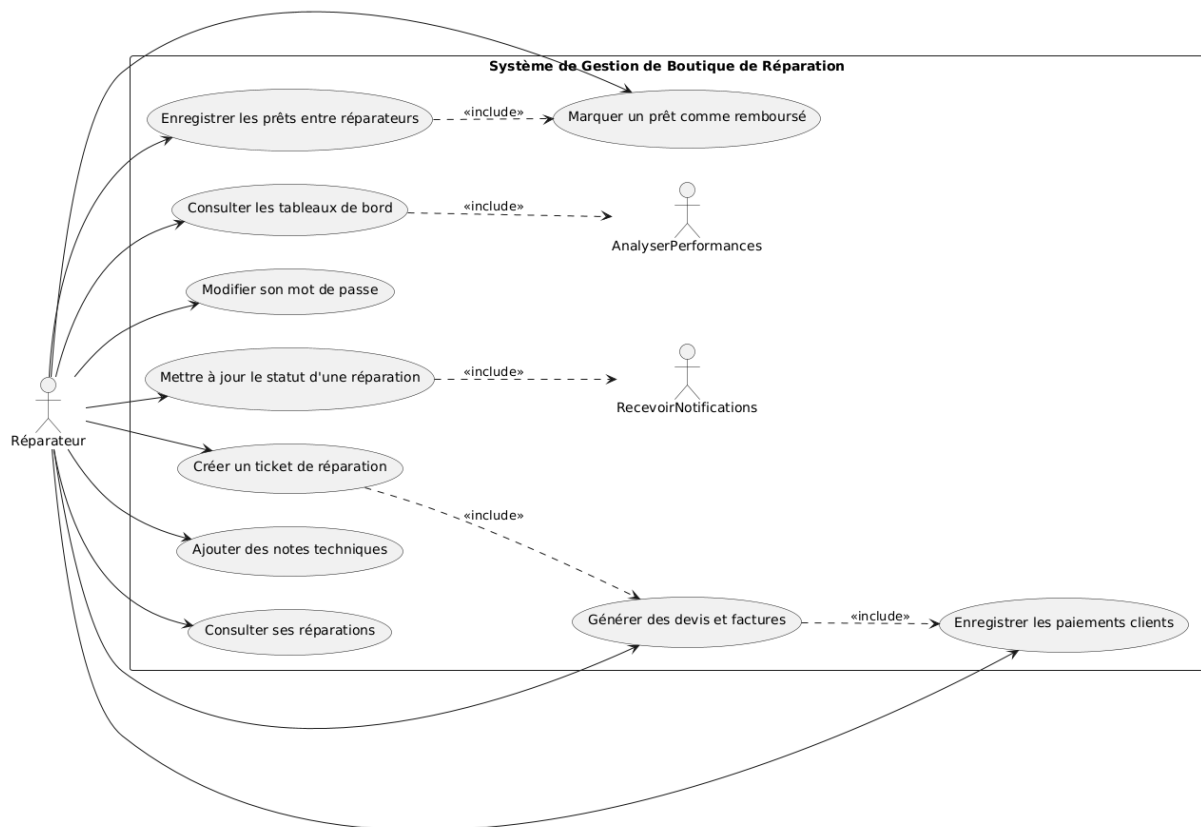 Système de Gestion de Boutique de Réparation
Enregistrer les prêts entre réparateurs
«include»
Marquer un prêt comme remboursé
Consulter les tableaux de bord
«include»
AnalyserPerformances
Modifier son mot de passe
Mettre à jour le statut d'une réparation
«include»
RecevoirNotifications
Réparateur
Créer un ticket de réparation
«include»
Ajouter des notes techniques
Générer des devis et factures
«include»
Enregistrer les paiements clients
Consulter ses réparations